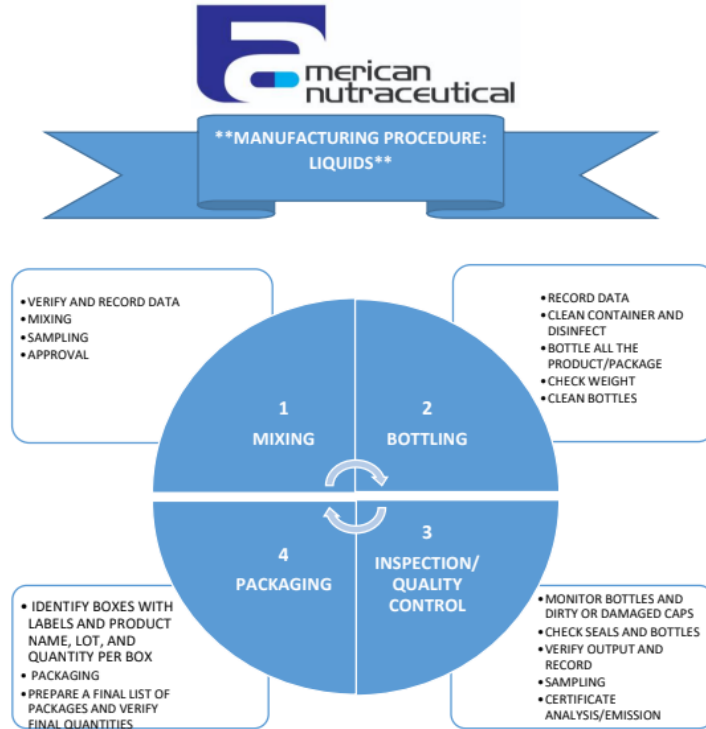 american
nutraceutical
**MANUFACTURING PROCEDURE:
LIQUIDS**
•VERIFY AND RECORD DATA
•MIXING
•SAMPLING
•APPROVAL
•RECORD DATA
•CLEAN CONTAINER AND
DISINFECT
•BOTTLE ALL THE
PRODUCT/PACKAGE
•CHECK WEIGHT
•CLEAN BOTTLES
1
MIXING
2
BOTTLING
4
PACKAGING
3
INSPECTION/
QUALITY
CONTROL
• IDENTIFY BOXES WITH
LABELS AND PRODUCT
NAME, LOT, AND
QUANTITY PER BOX
• PACKAGING
•PREPARE A FINAL LIST OF
PACKAGES AND VERIFY
FINAL QUANTITIES
•MONITOR BOTTLES AND
DIRTY OR DAMAGED CAPS
•CHECK SEALS AND BOTTLES
•VERIFY OUTPUT AND
RECORD
•SAMPLING
•CERTIFICATE
ANALYSIS/EMISSION